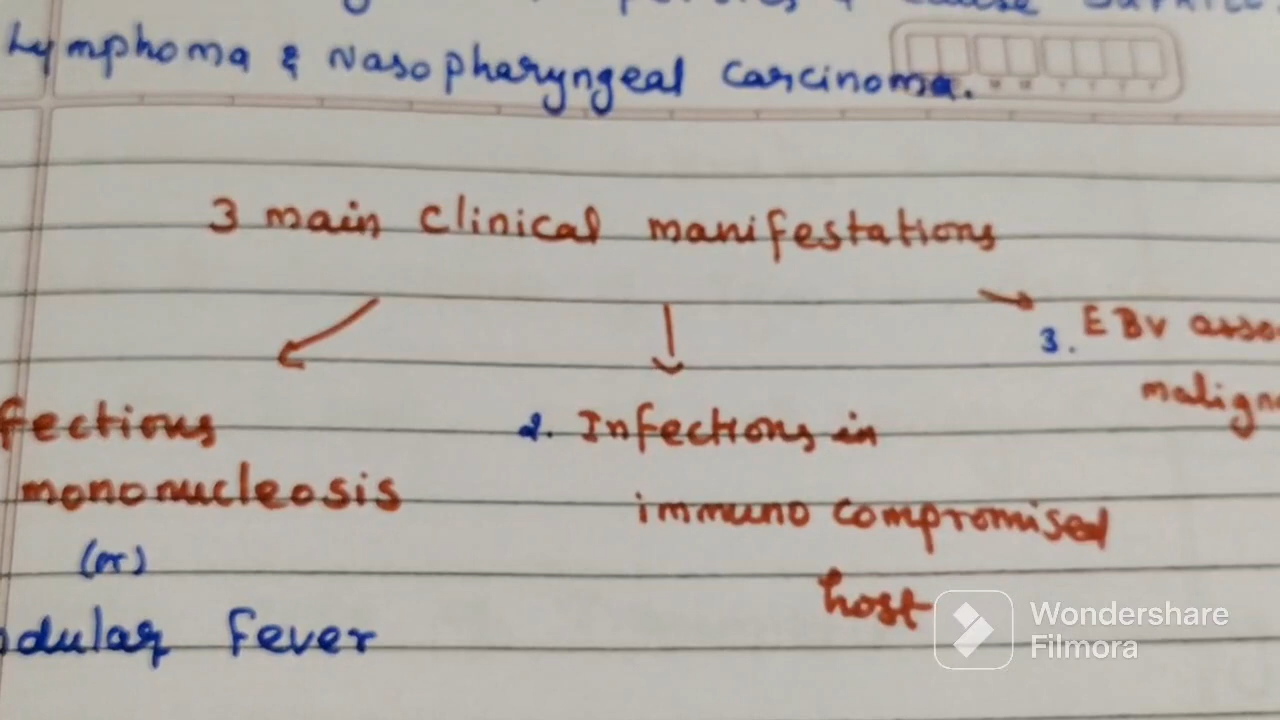 Lymphoma & Nasopharyngeal carcinoma.
3 main clinical manifestations
3. EBV asso
malign
fectious
mononucleosis
(or)
dular Fever
2. Infections in
immuno compromised
host
Wondershare
Filmora